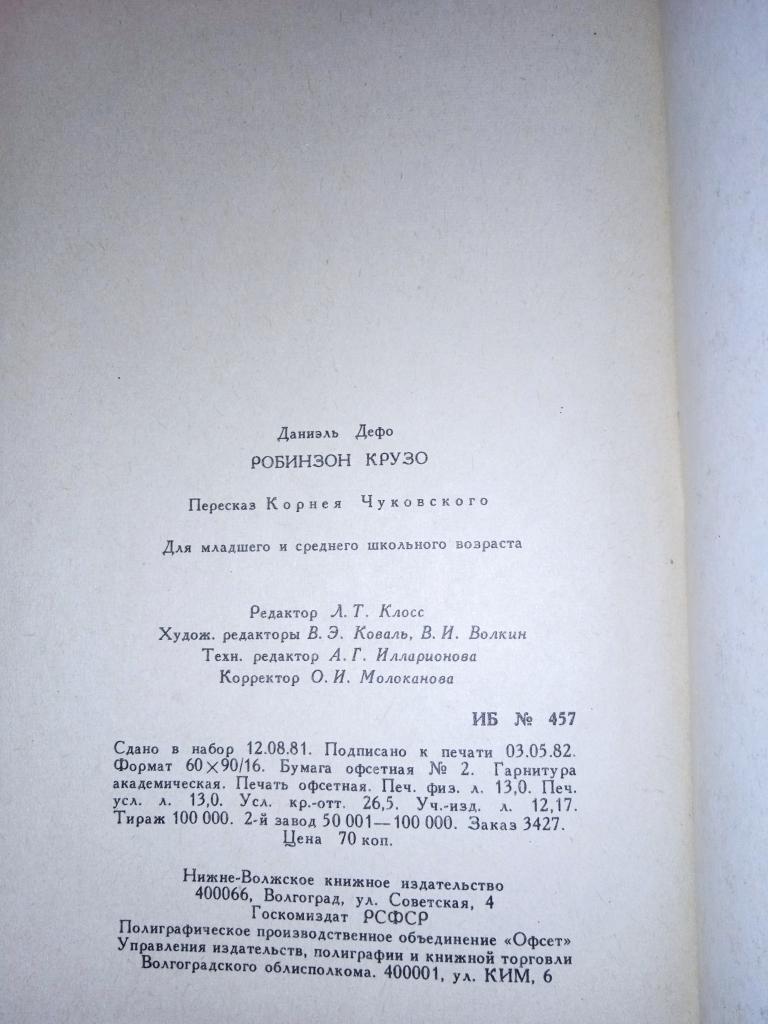 Даниэль Дефо
РОБИНЗОН КРУЗО
Пересказ Корнея Чуковского
Для младшего и среднего школьного возраста
Редактор Л. Т. Клосс
Худож. редакторы В. Э. Коваль, В. И. Волкин
Техн. редактор А. Г. Илларионова
Корректор О. И. Молоканова
ИБ № 457
Сдано в набор 12.08.81. Подписано к печати 03.05.82.
Формат 60×90/16. Бумага офсетная № 2. Гарнитура
академическая. Печать офсетная. Печ. физ. л. 13,0. Печ.
усл. л. 13,0. Усл. кр.-отт. 26,5. Уч.-изд. л. 12,17.
Тираж 100 000. 2-й завод 50 001—100 000. Заказ 3427.
Цена 70 коп.
Нижне-Волжское книжное издательство
400066, Волгоград, ул. Советская, 4
Госкомиздат РСФСР
Полиграфическое производственное объединение «Офсет»
Управления издательств, полиграфии и книжной торговли
Волгоградского облисполкома. 400001, ул. КИМ, 6